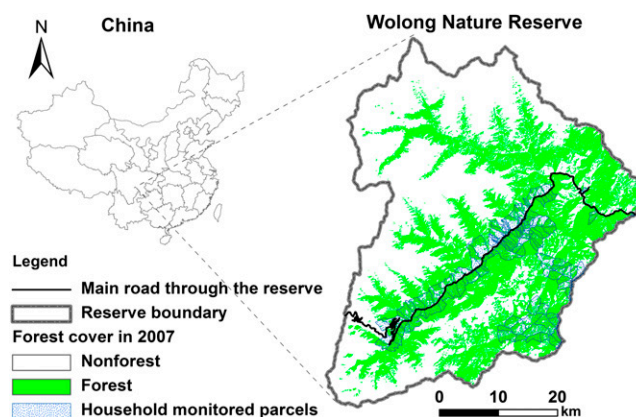 N
China
Wolong Nature Reserve
Legend
Main road through the reserve
Reserve boundary
Forest cover in 2007
Nonforest
Forest
Household monitored parcels
0 10 20
km